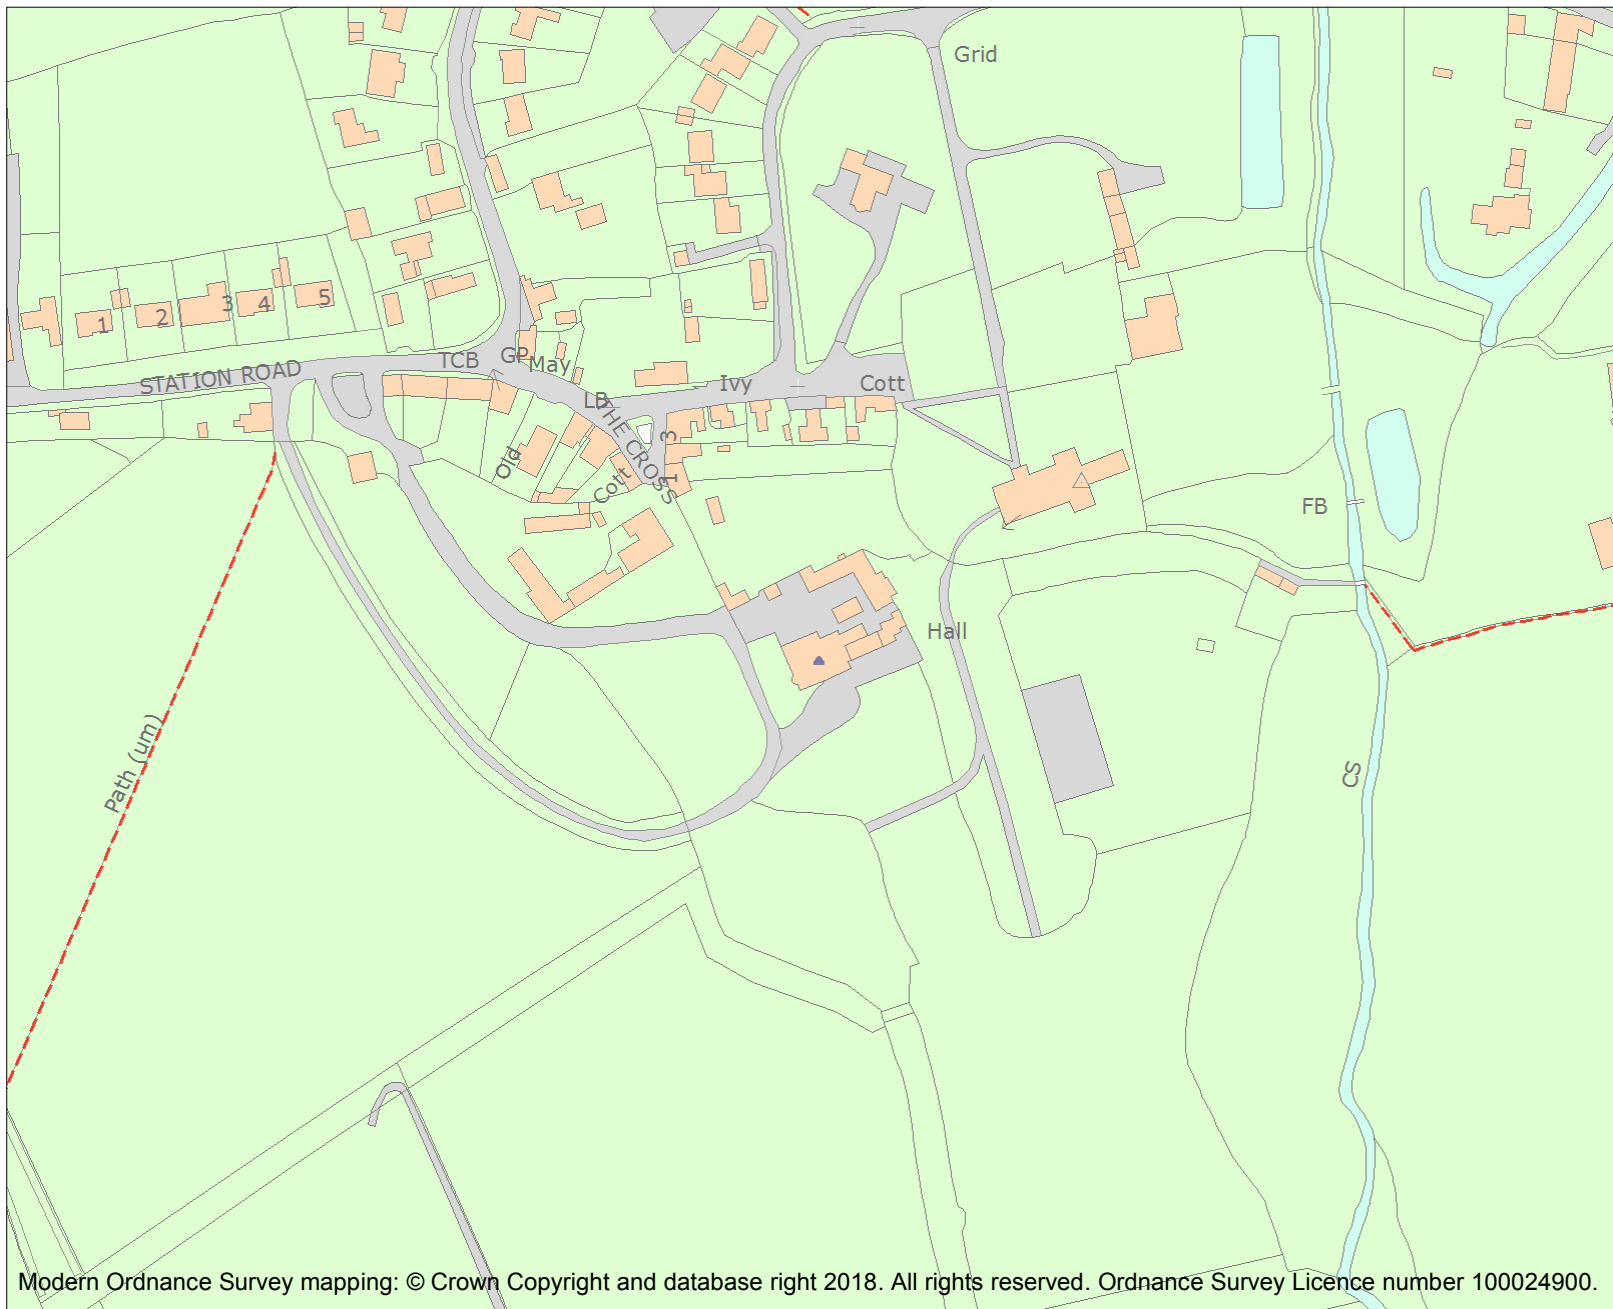 Grid
1
2
3
4
5
STATION ROAD
TCB
GP
May
LB
Ivy
Cott
THE CROSS
3
1
Old
Cott
FB
Hall
Path (um)
CS
Modern Ordnance Survey mapping: © Crown Copyright and database right 2018. All rights reserved. Ordnance Survey Licence number 100024900.